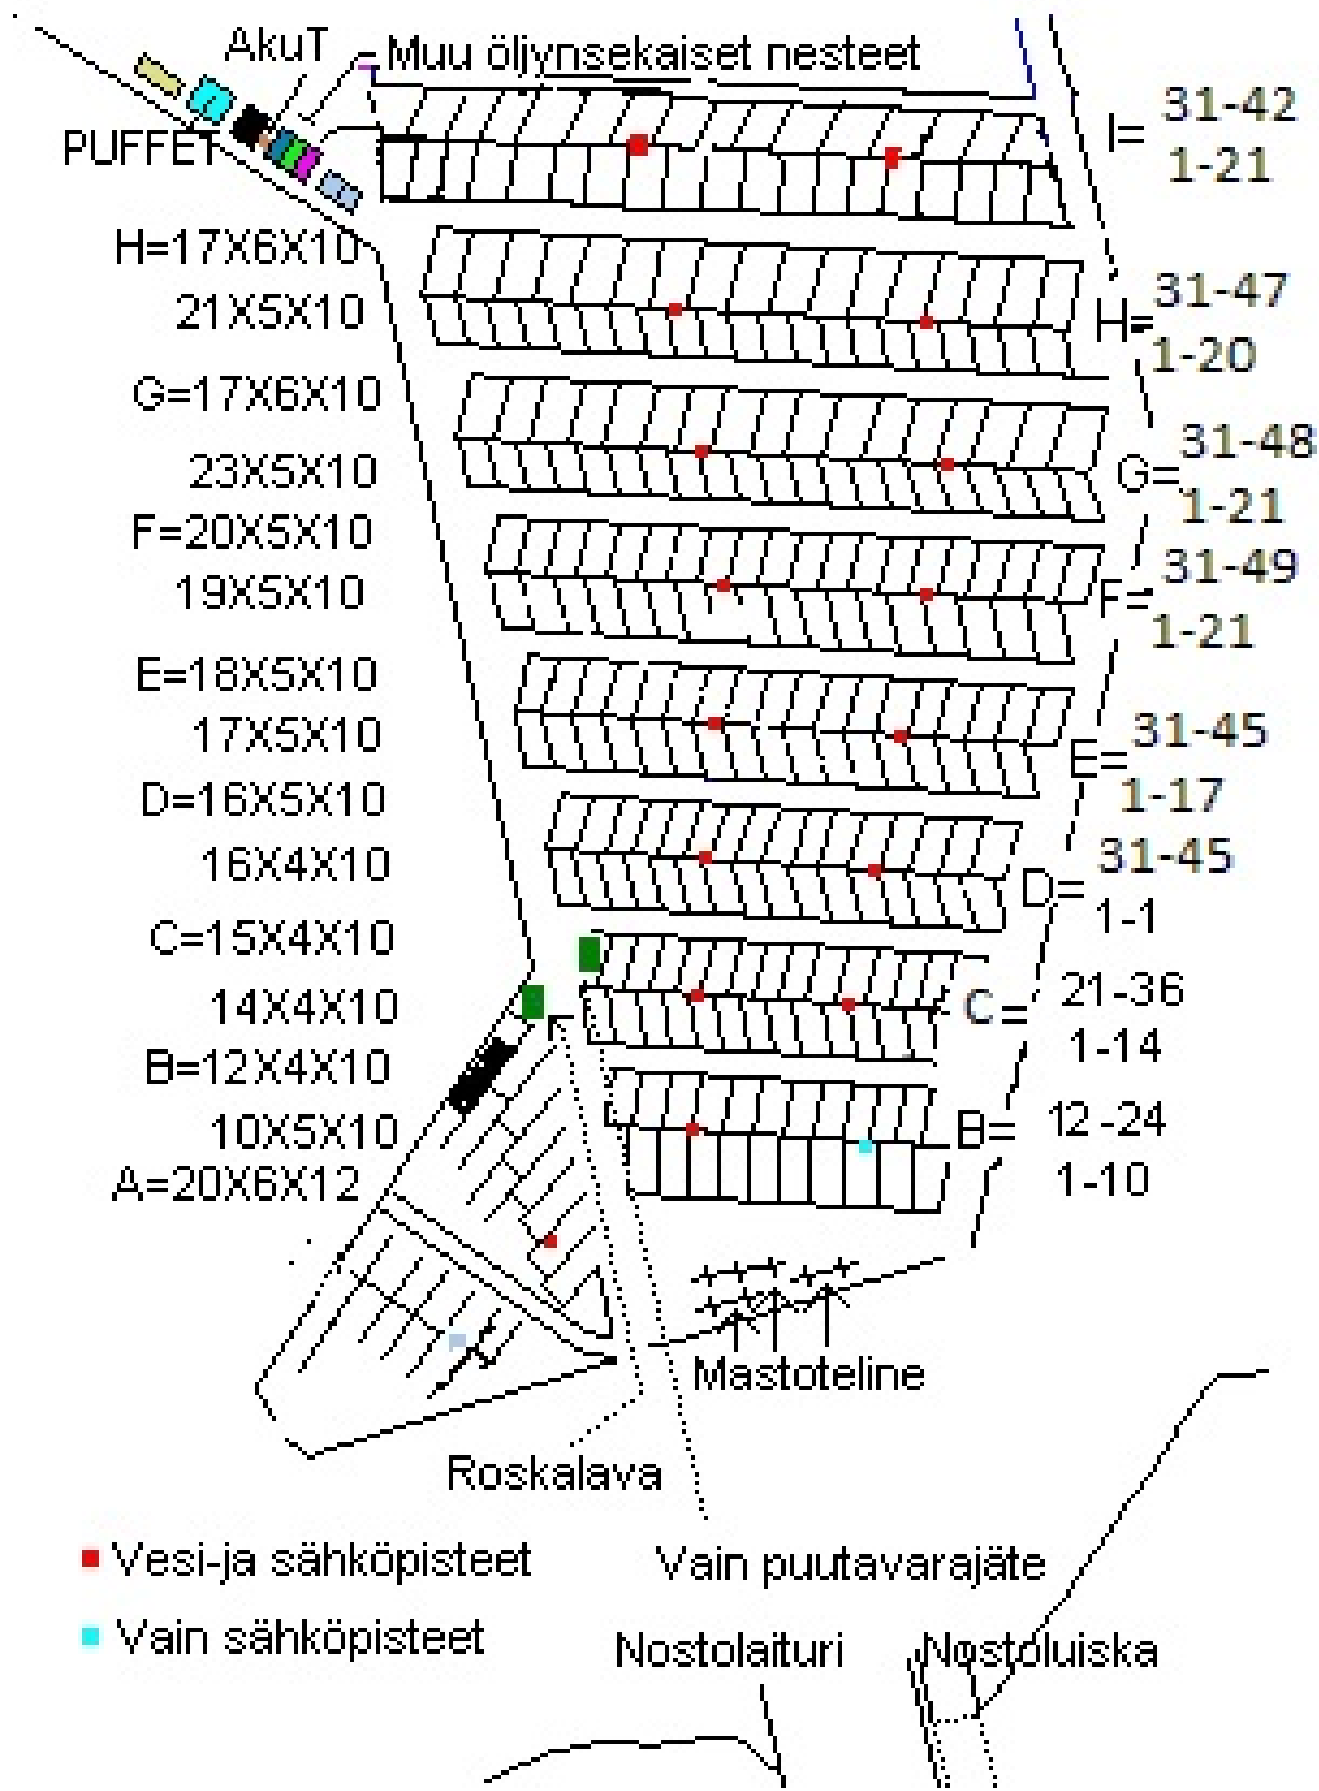 AkuT
Muu öljynsekaiset nesteet
PUFFET
I= 31-42
1-21
H=17X6X10
21X5X10
H= 31-47
1-20
G=17X6X10
23X5X10
G= 31-48
1-21
F=20X5X10
19X5X10
F= 31-49
1-21
E=18X5X10
17X5X10
E= 31-45
1-17
D=16X5X10
16X4X10
D= 31-45
1-1
C=15X4X10
14X4X10
C = 21-36
1-14
B=12X4X10
10X5X10
B= 12-24
1-10
A=20X6X12
Mastoteline
Roskalava
Vesi-ja sähköpisteet
Vain puutavarajäte
Vain sähköpisteet
Nostolaituri
Nostoluiska